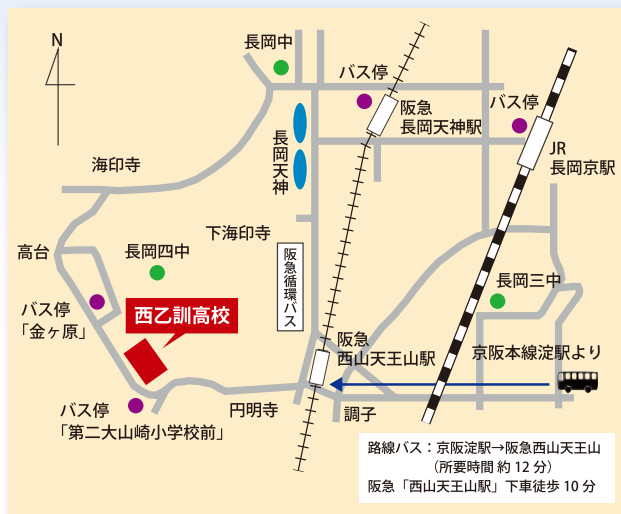 N
長岡中
バス停
阪急
長岡天神駅
バス停
JR
長岡京駅
長岡天神
海印寺
下海印寺
高台
長岡四中
阪急循環バス
長岡三中
バス停
「金ヶ原」
西乙訓高校
阪急
西山天王山駅
京阪本線淀駅より
バス停
「第二大山崎小学校前」
円明寺
調子
路線バス：京阪淀駅→阪急西山天王山
（所要時間 約12分）
阪急「西山天王山駅」下車徒歩10分